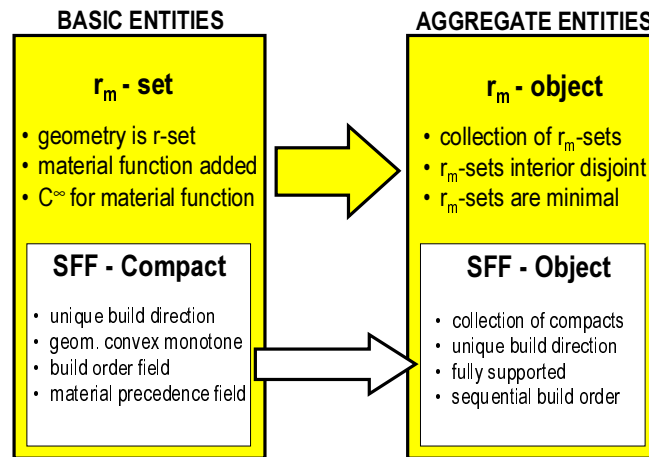 BASIC ENTITIES
rm - set
• geometry is r-set
• material function added
• C∞ for material function
SFF - Compact
• unique build direction
• geom. convex monotone
• build order field
• material precedence field
AGGREGATE ENTITIES
rm - object
• collection of rm-sets
• rm-sets interior disjoint
• rm-sets are minimal
SFF - Object
• collection of compacts
• unique build direction
• fully supported
• sequential build order